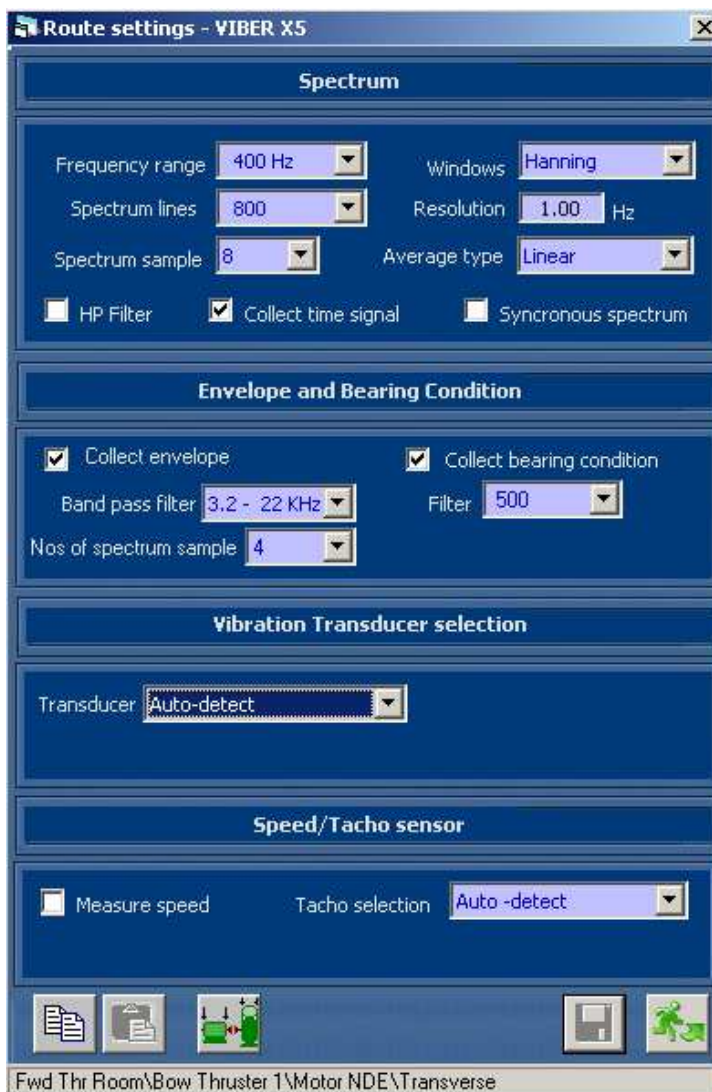 Route settings - VIBER X5
Spectrum
Frequency range 400 Hz Windows Hanning
Spectrum lines 800 Resolution 1.00 Hz
Spectrum sample 8 Average type Linear
HP Filter Collect time signal Syncronous spectrum
Envelope and Bearing Condition
Collect envelope Collect bearing condition
Band pass filter 3.2 - 22 KHz Filter 500
Nos of spectrum sample 4
Vibration Transducer selection
Transducer Auto-detect
Speed/Tacho sensor
Measure speed Tacho selection Auto -detect
Fwd Thr Room\Bow Thruster 1\Motor NDE\Transverse